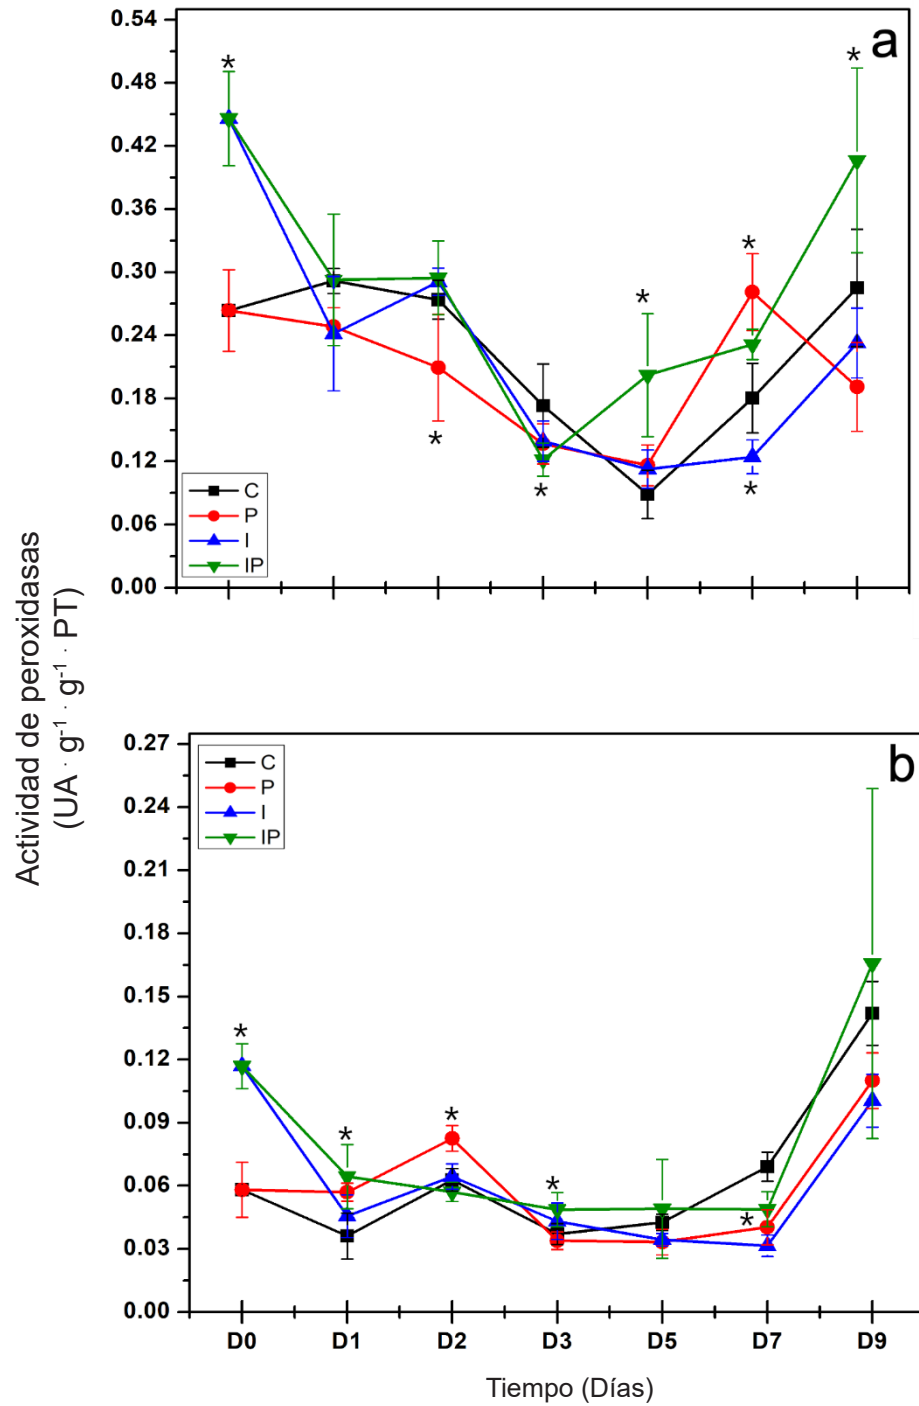 Actividad de peroxidasas
(UA · g⁻¹ · g⁻¹ · PT)
a
0.54
0.48
0.42
0.36
0.30
0.24
0.18
0.12
0.06
0.00
*
*
*
*
*
*
*
C
P
I
IP
b
0.27
0.24
0.21
0.18
0.15
0.12
0.09
0.06
0.03
0.00
C
P
I
IP
*
*
*
*
*
D0 D1 D2 D3 D5 D7 D9
Tiempo (Días)